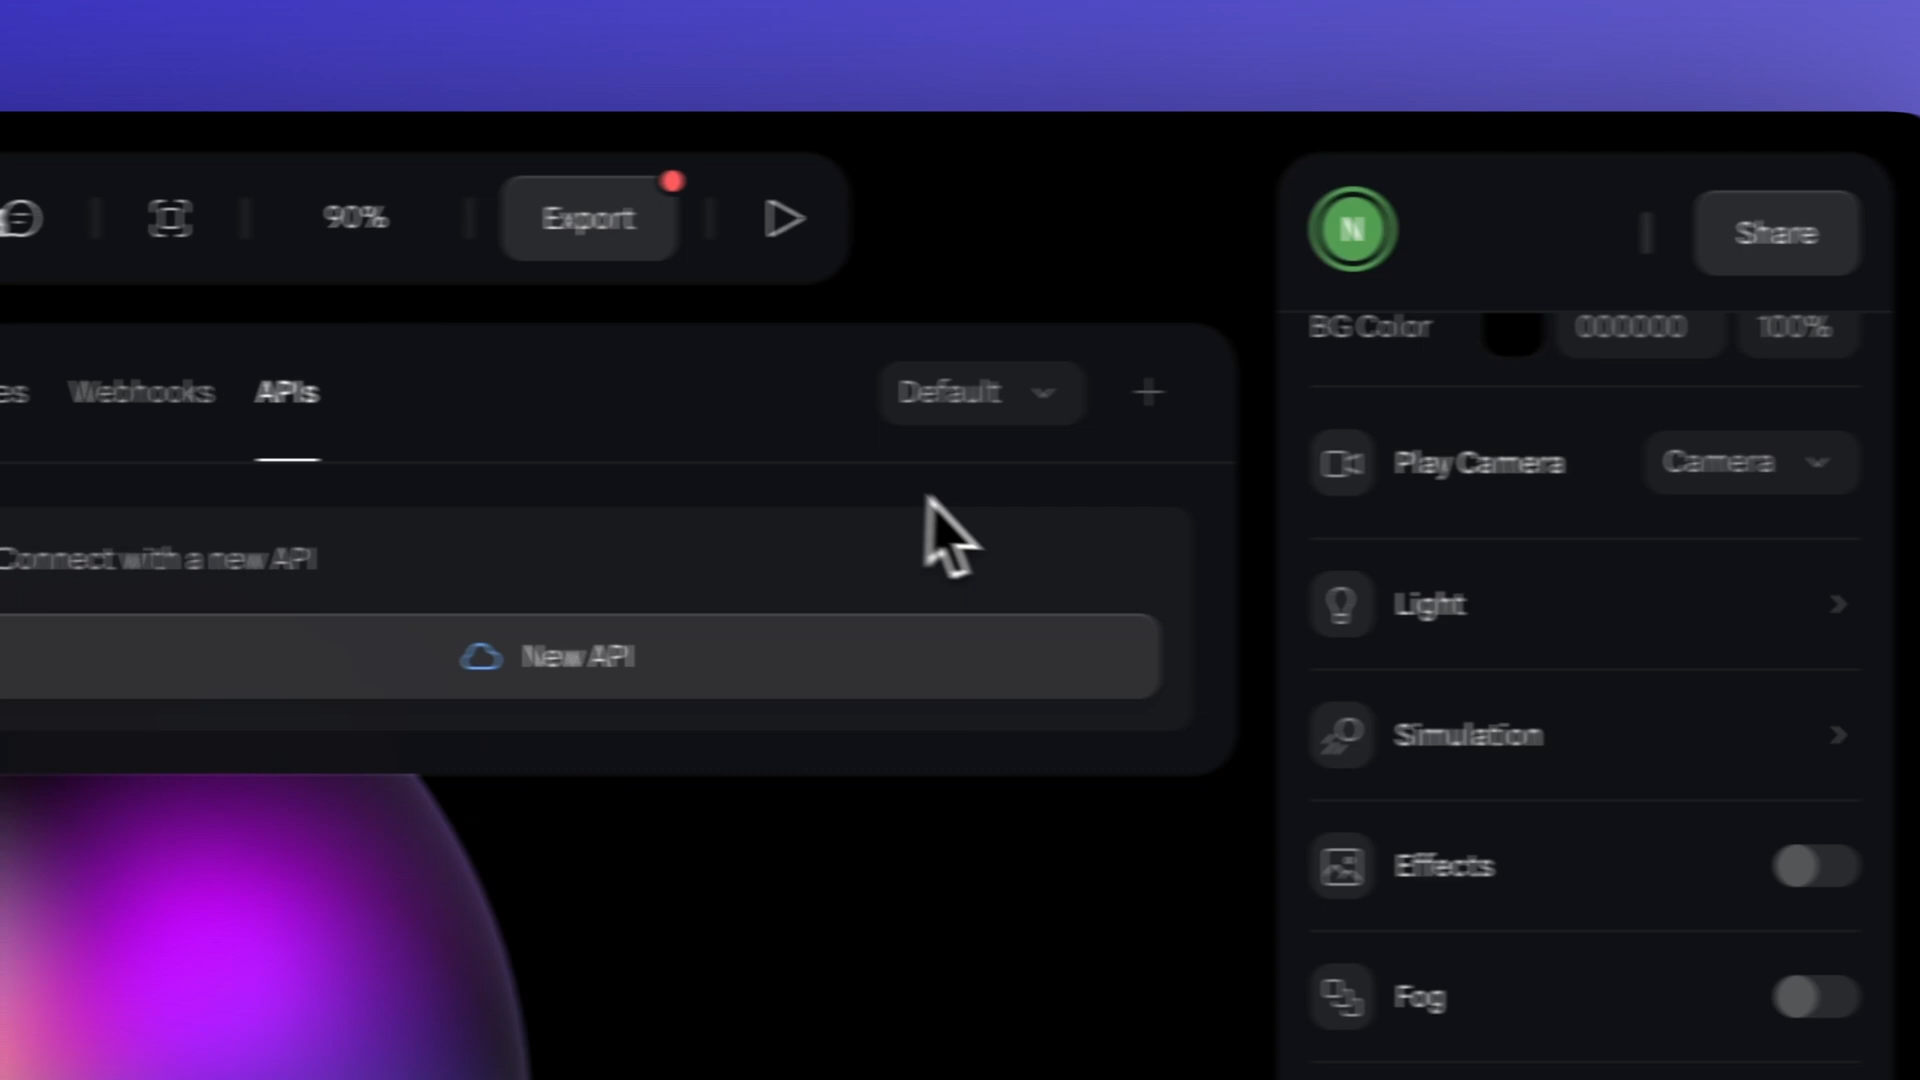 90%
Export
N
Share
BG Color 000000 100%
es Webhooks APIs
Default
Play Camera Camera
Connect with a new API
New API
Light
Simulation
Effects
Fog